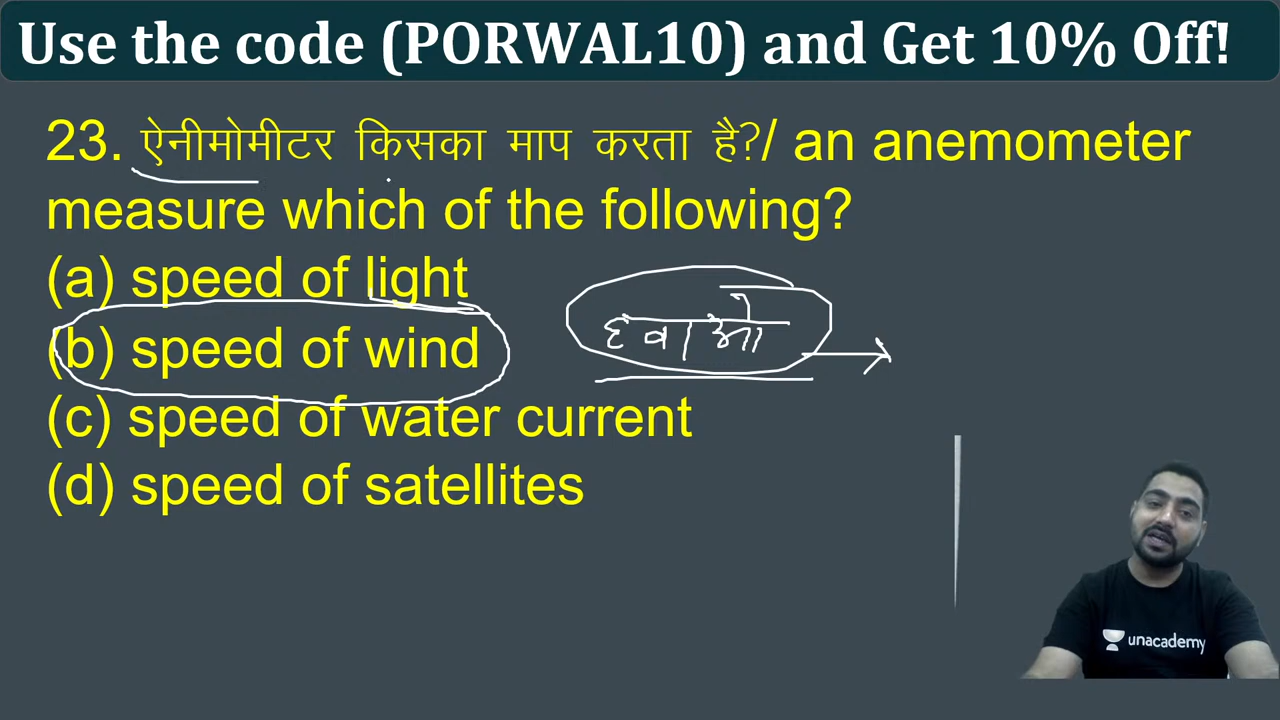 Use the code (PORWAL10) and Get 10% Off!
23. ऐनीमोमीटर किसका माप करता है?/ an anemometer
measure which of the following?
(a) speed of light
(b) speed of wind
हवाओं
(c) speed of water current
(d) speed of satellites
unacademy